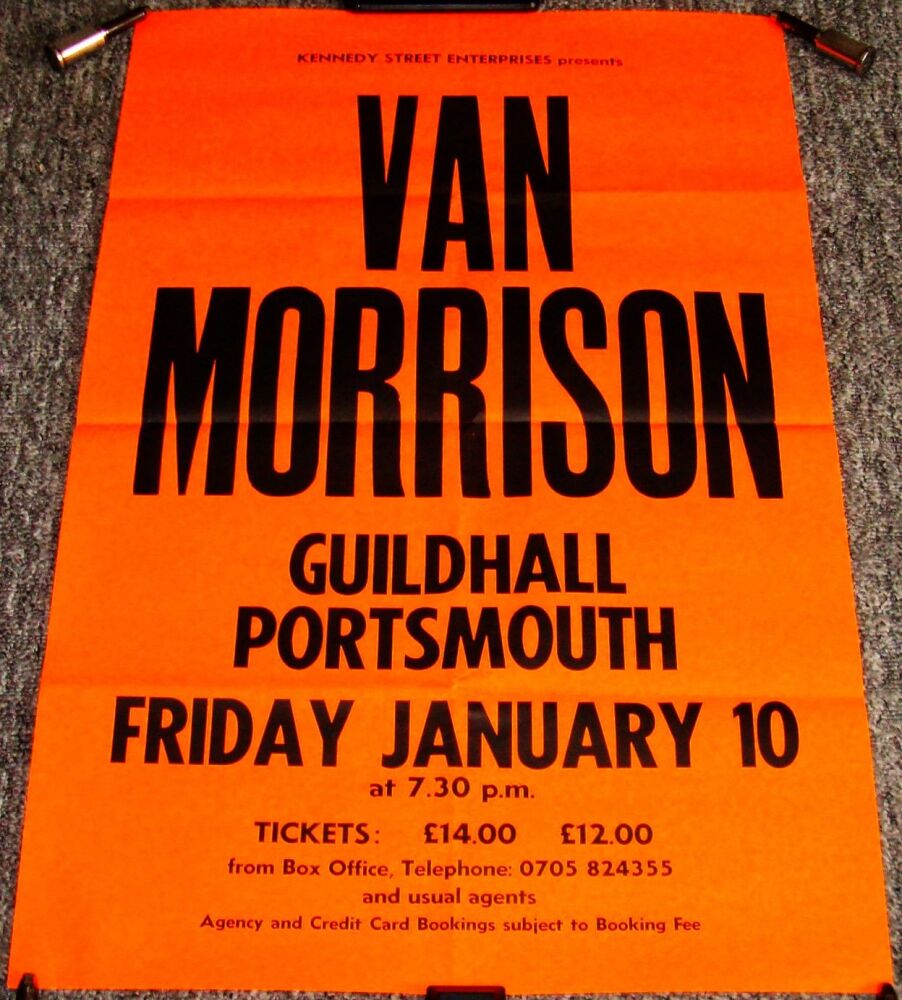 KENNEDY STREET ENTERPRISES presents
VAN
MORRISON
GUILDHALL
PORTSMOUTH
FRIDAY JANUARY 10
at 7.30 p.m.
TICKETS: £14.00 £12.00
from Box Office, Telephone: 0705 824355
and usual agents
Agency and Credit Card Bookings subject to Booking Fee